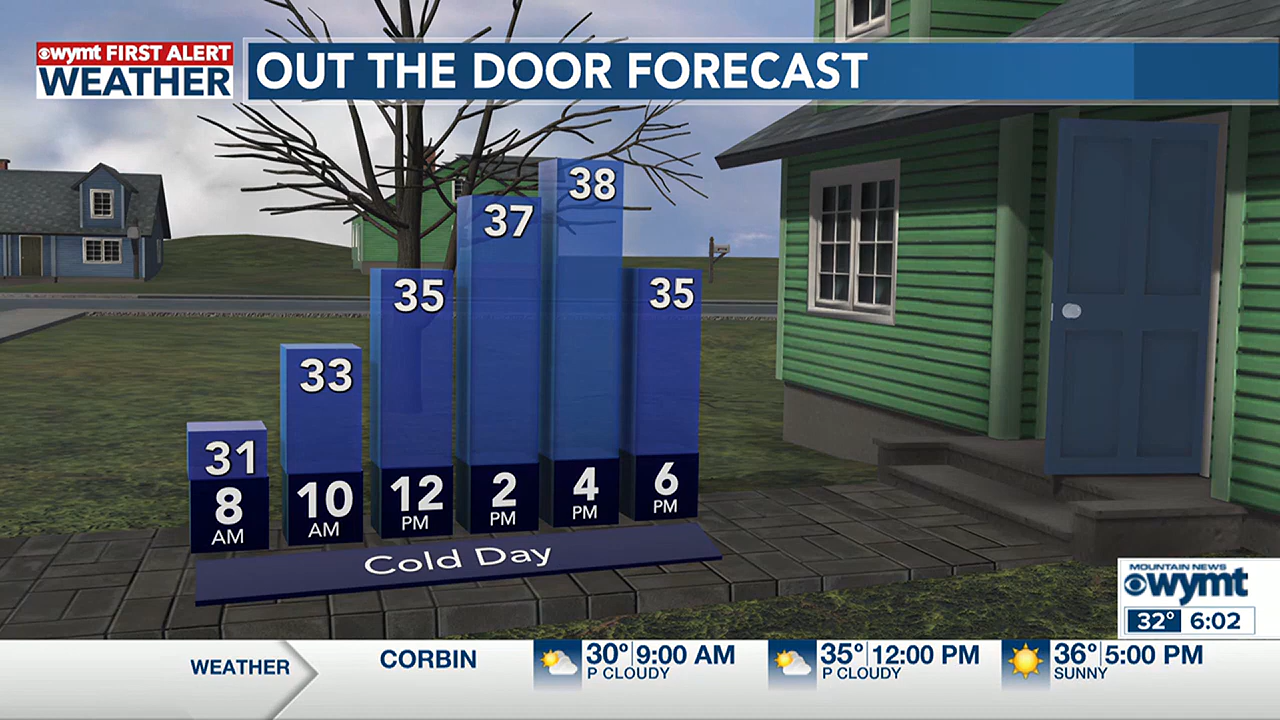 wymt FIRST ALERT
WEATHER
OUT THE DOOR FORECAST
31
8
AM
33
10
AM
35
12
PM
37
2
PM
38
4
PM
35
6
PM
Cold Day
MOUNTAIN NEWS
wymt
32° 6:02
WEATHER
CORBIN
30° 9:00 AM
P CLOUDY
35° 12:00 PM
P CLOUDY
36° 5:00 PM
SUNNY